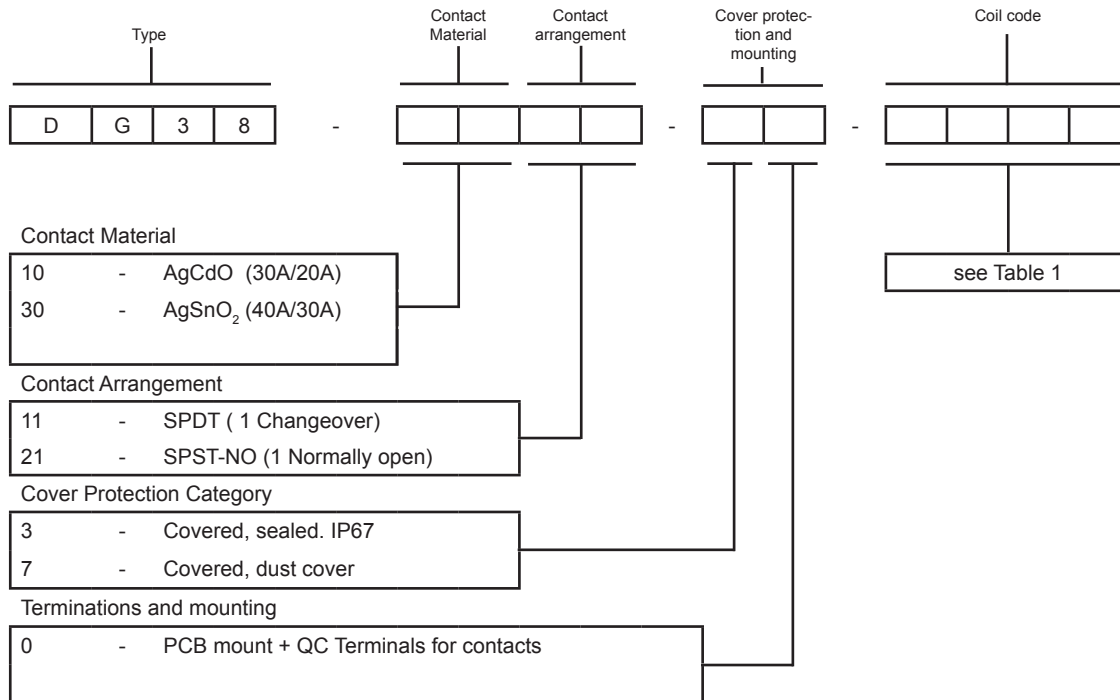 Type
Contact
Material
Contact
arrangement
Cover protec-
tion and
mounting
Coil code
D G 3 8 - - -
Contact Material
10 - AgCdO (30A/20A)
30 - AgSnO2 (40A/30A)
see Table 1
Contact Arrangement
11 - SPDT ( 1 Changeover)
21 - SPST-NO (1 Normally open)
Cover Protection Category
3 - Covered, sealed. IP67
7 - Covered, dust cover
Terminations and mounting
0 - PCB mount + QC Terminals for contacts